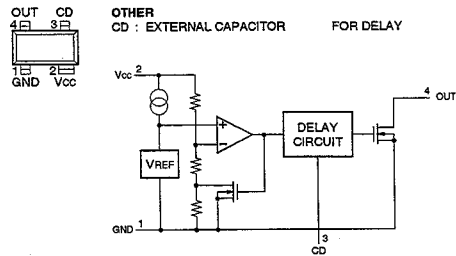 OUT CD
4 3
1 2
GND VCC
OTHER
CD : EXTERNAL CAPACITOR FOR DELAY
VCC 2
+
−
VREF
DELAY
CIRCUIT
4 OUT
GND 1
3
CD